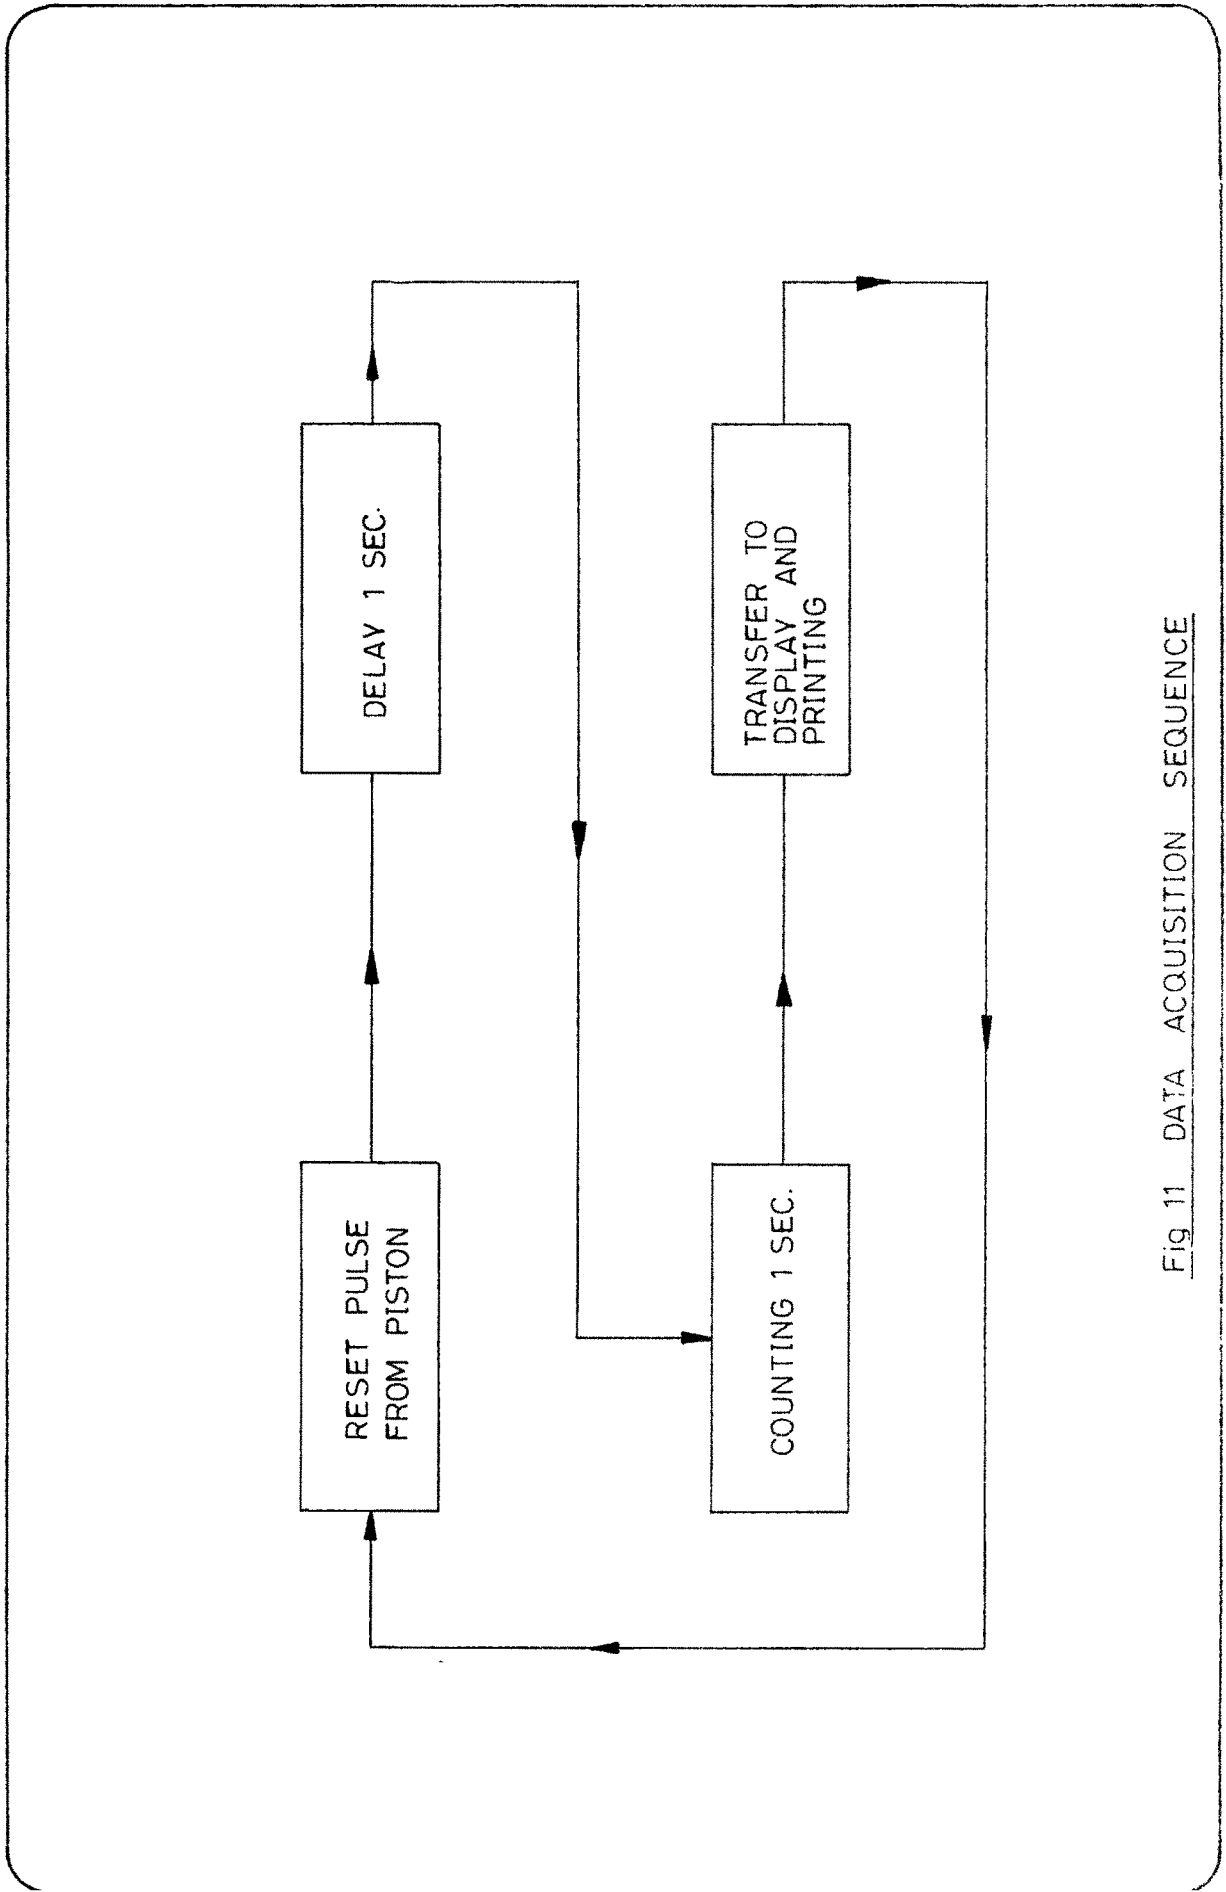 RESET PULSE
FROM PISTON
DELAY 1 SEC.
COUNTING 1 SEC.
TRANSFER TO
DISPLAY AND
PRINTING
Fig 11 DATA ACQUISITION SEQUENCE